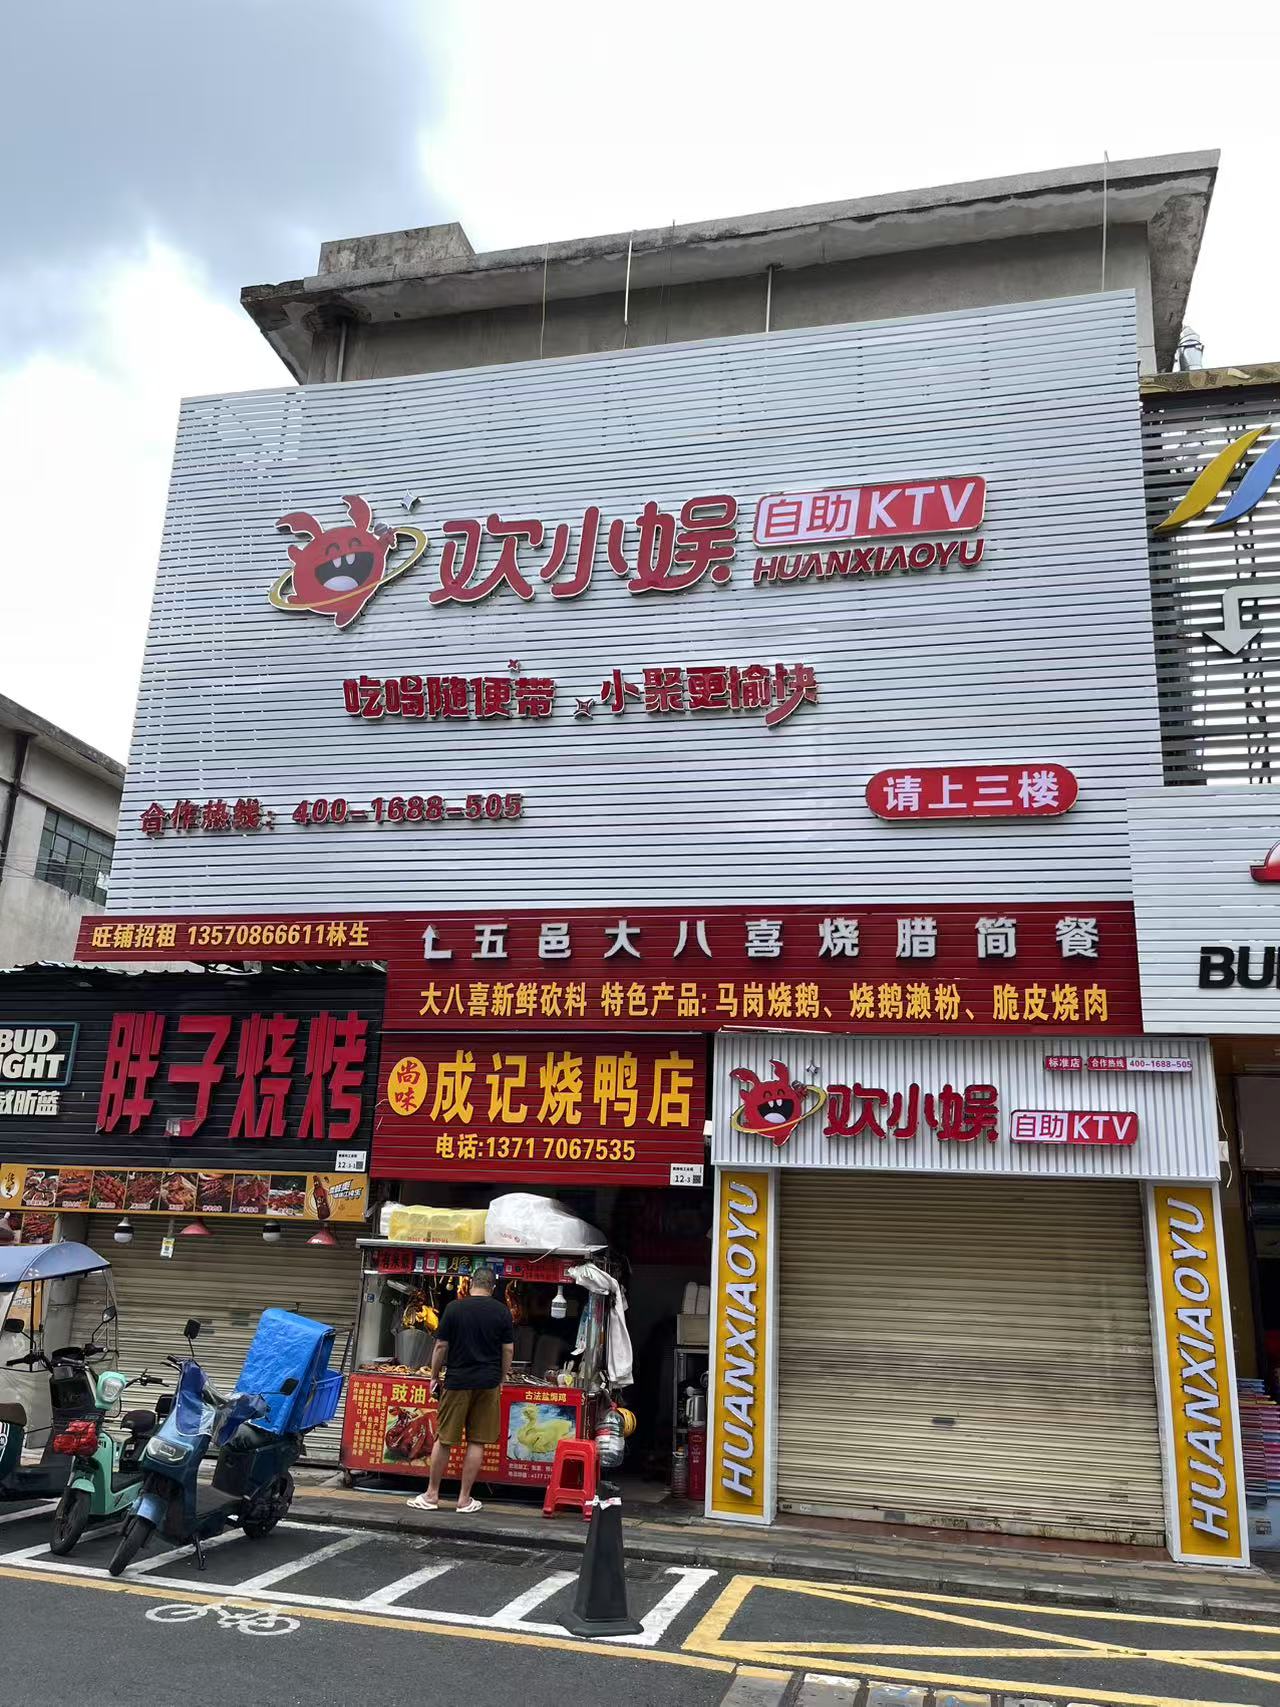 欢小娱 自助KTV
HUANXIAOYU
吃喝随便带 小聚更愉快
请上三楼
合作热线：400-1688-505
旺铺招租 13570866611林生
五邑大八喜烧腊简餐
大八喜新鲜砍料 特色产品:马岗烧鹅、烧鹅濑粉、脆皮烧肉
BUD
胖子烧烤
尚味 成记烧鸭店
电话:1371 7067535
12-3-1
12-3
标准店 合作热线 400-1688-505
欢小娱 自助KTV
HUANXIAOYU
HUANXIAOYU
豉油
古法盐焗鸡
BU